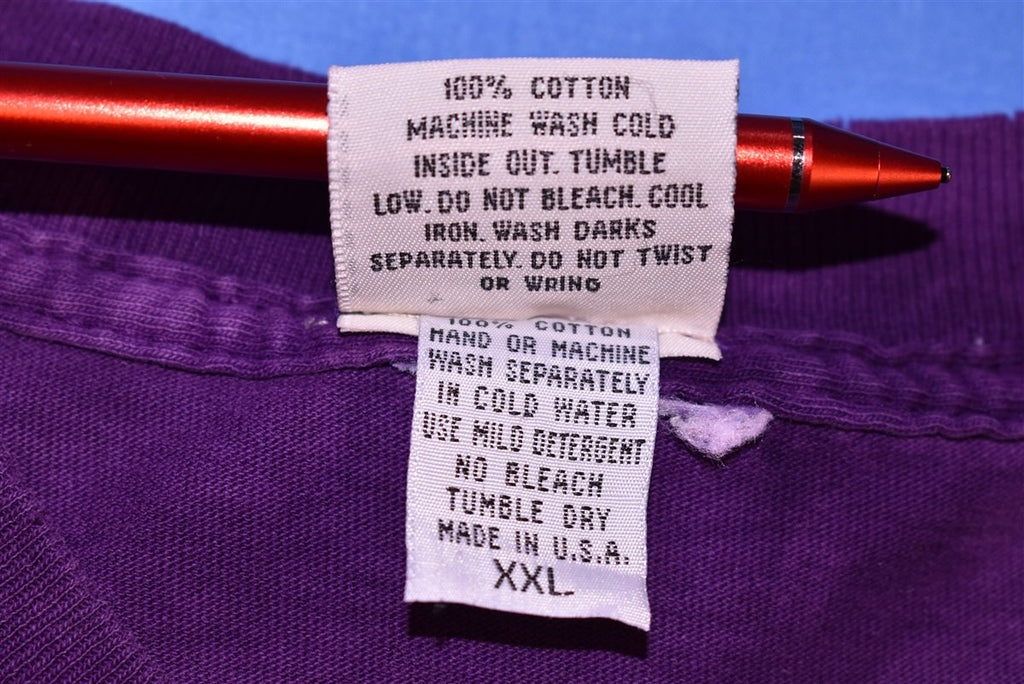 100% COTTON
MACHINE WASH COLD
INSIDE OUT. TUMBLE
LOW. DO NOT BLEACH. COOL
IRON. WASH DARKS
SEPARATELY. DO NOT TWIST
OR WRING
100% COTTON
HAND OR MACHINE
WASH SEPARATELY
IN COLD WATER
USE MILD DETERGENT
NO BLEACH
TUMBLE DRY
MADE IN U.S.A.
XXL